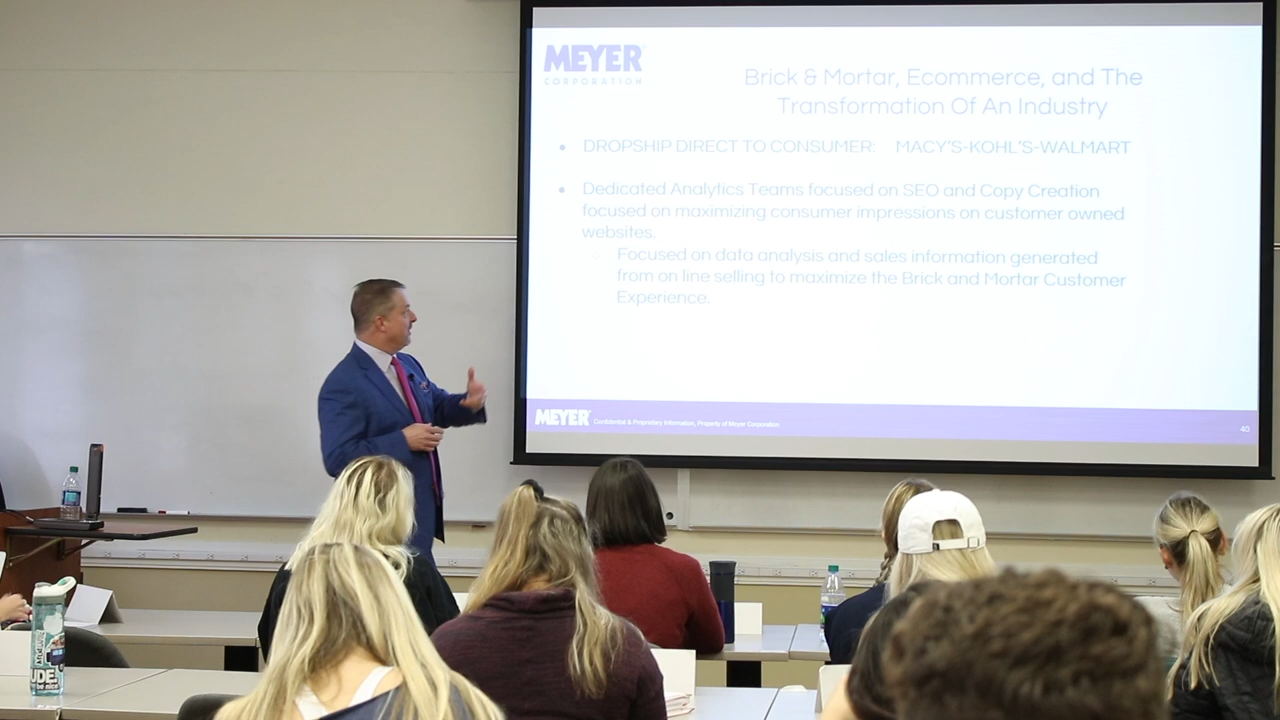 MEYER
CORPORATION
Brick & Mortar, Ecommerce, and The
Transformation Of An Industry
DROPSHIP DIRECT TO CONSUMER: MACY'S-KOHL'S-WALMART
Dedicated Analytics Teams focused on SEO and Copy Creation
focused on maximizing consumer impressions on customer owned
websites.
Focused on data analysis and sales information generated
from on line selling to maximize the Brick and Mortar Customer
Experience.
MEYER Confidential & Proprietary Information, Property of Meyer Corporation 40
UDE
be nice